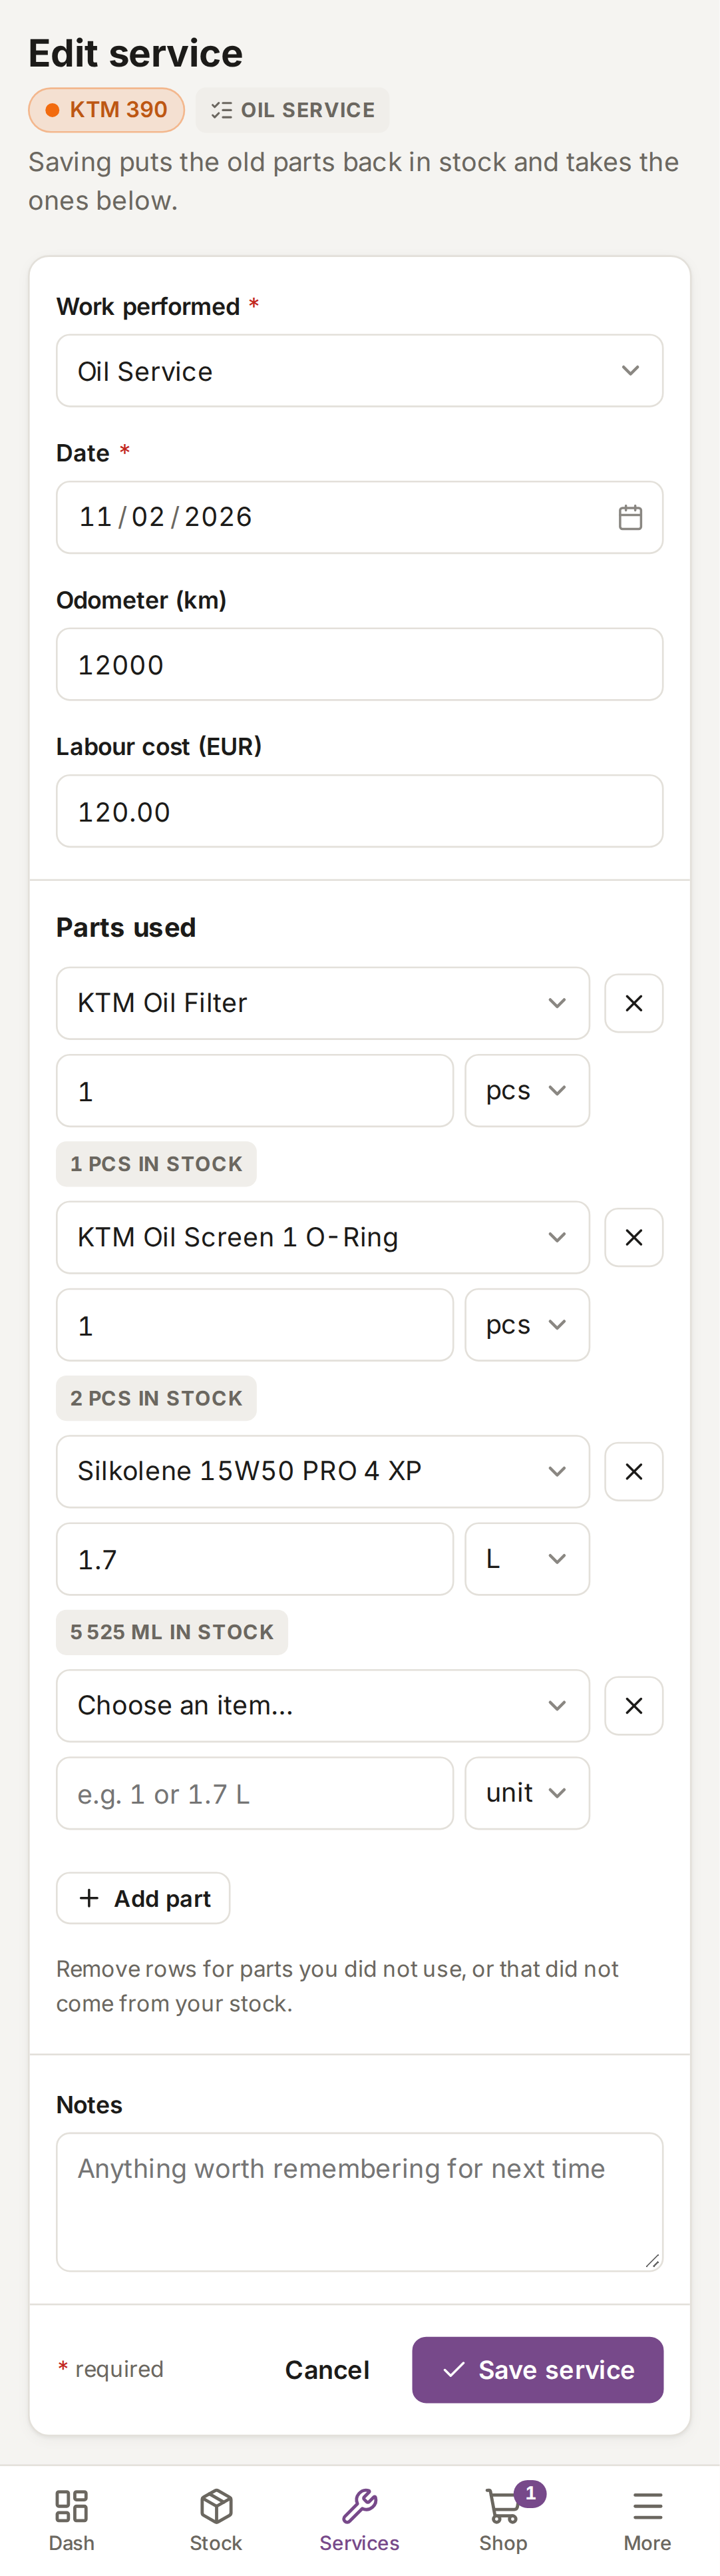 Edit service
KTM 390
OIL SERVICE
Saving puts the old parts back in stock and takes the
ones below.
Work performed *
Oil Service
Date *
11/02/2026
Odometer (km)
12000
Labour cost (EUR)
120.00
Parts used
KTM Oil Filter
1
pcs
1 PCS IN STOCK
KTM Oil Screen 1 O-Ring
1
pcs
2 PCS IN STOCK
Silkolene 15W50 PRO 4 XP
1.7
L
5 525 ML IN STOCK
Choose an item...
e.g. 1 or 1.7 L
unit
Add part
Remove rows for parts you did not use, or that did not
come from your stock.
Notes
Anything worth remembering for next time
* required
Cancel
Save service
1
Dash
Stock
Services
Shop
More